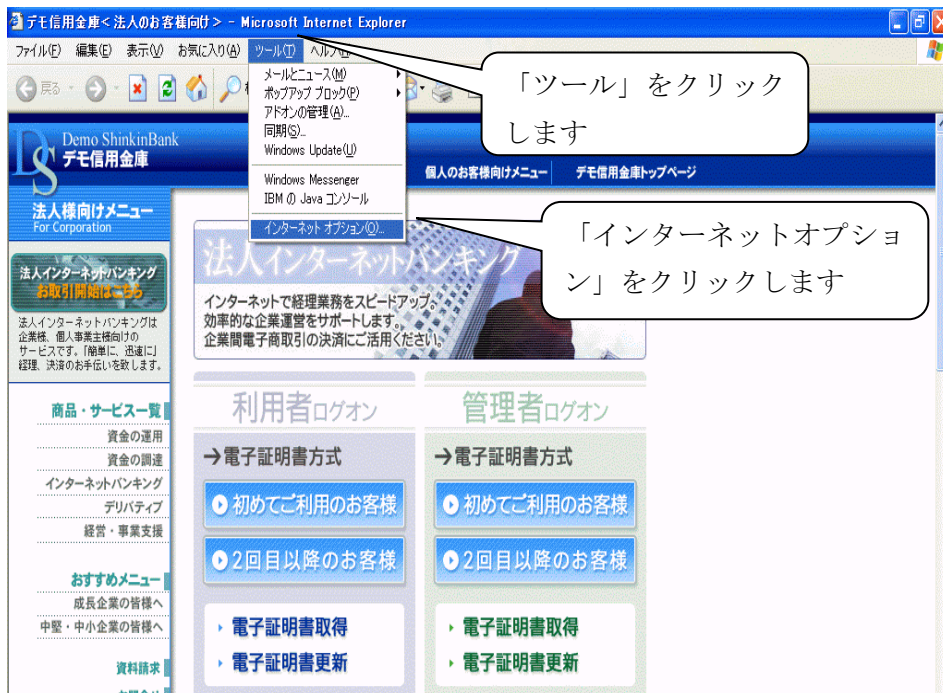 デモ信用金庫<法人のお客様向け> - Microsoft Internet Explorer
ファイル(F) 編集(E) 表示(V) お気に入り(A) ツール(T) ヘルプ(H)
戻る
メールとニュース(M)
ポップアップ ブロック(P)
アドオンの管理(A)...
同期(S)...
Windows Update(U)
Windows Messenger
IBM の Java コンソール
インターネット オプション(O)...
「ツール」をクリック
します
「インターネットオプショ
ン」をクリックします
Demo ShinkinBank
デモ信用金庫
個人のお客様向けメニュー
デモ信用金庫トップページ
法人様向けメニュー
For Corporation
法人インターネットバンキング
お取引開始はこちら
法人インターネットバンキングは
企業様、個人事業主様向けの
サービスです。「簡単に、迅速に」
経理、決済のお手伝いを致します。
商品・サービス一覧
資金の運用
資金の調達
インターネットバンキング
デリバティブ
経営・事業支援
おすすめメニュー
成長企業の皆様へ
中堅・中小企業の皆様へ
資料請求
法人インターネットバンキング
インターネットで経理業務をスピードアップ。
効率的な企業運営をサポートします。
企業間電子商取引の決済にご活用ください。
利用者ログオン
→電子証明書方式
初めてご利用のお客様
2回目以降のお客様
電子証明書取得
電子証明書更新
管理者ログオン
→電子証明書方式
初めてご利用のお客様
2回目以降のお客様
電子証明書取得
電子証明書更新